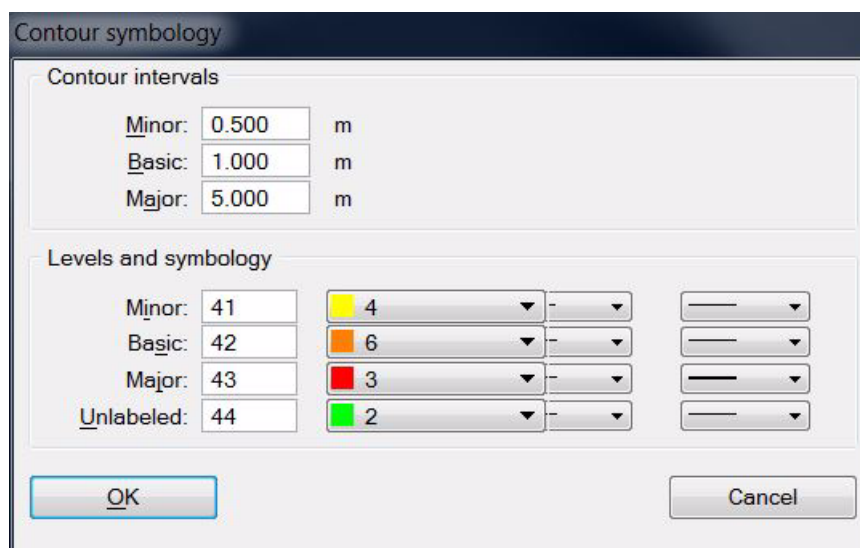 Contour symbology
Contour intervals
Minor: 0.500 m
Basic: 1.000 m
Major: 5.000 m
Levels and symbology
Minor: 41 4
Basic: 42 6
Major: 43 3
Unlabeled: 44 2
OK Cancel